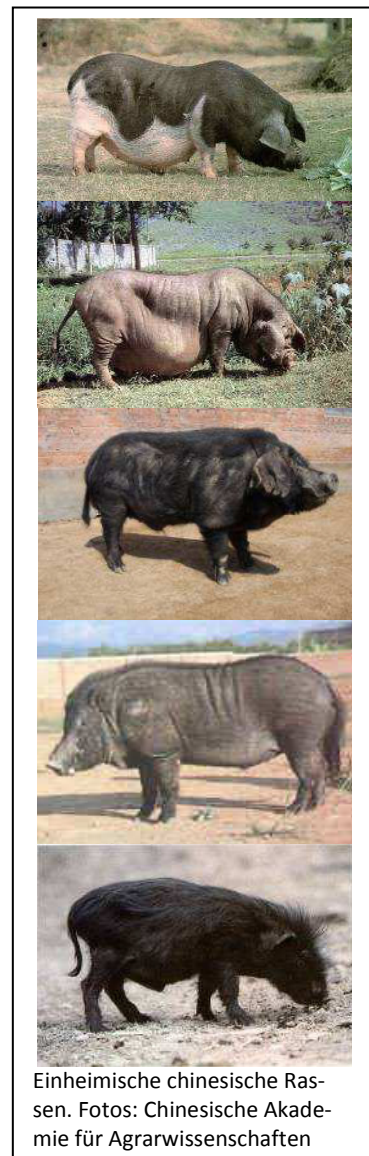 Einheimische chinesische Ras-
sen. Fotos: Chinesische Akade-
mie für Agrarwissenschaften